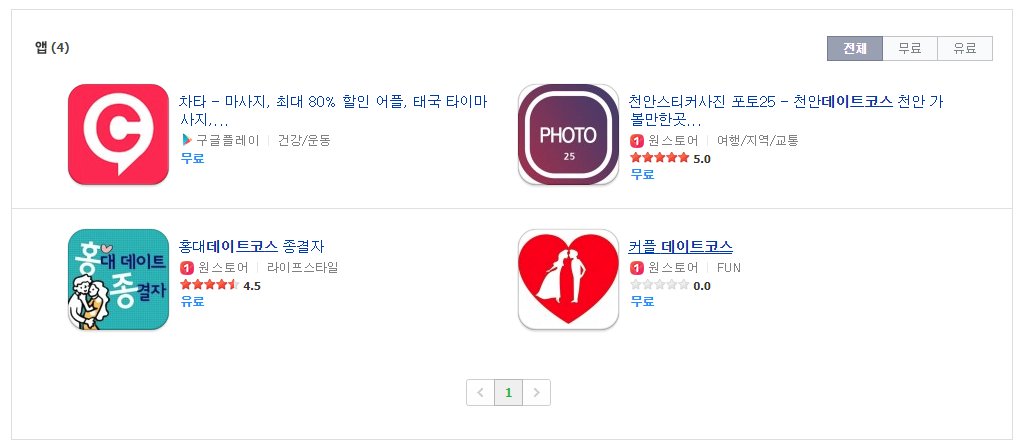 앱 (4)
전체 무료 유료
차타 - 마사지, 최대 80% 할인 어플, 태국 타이마
사지,...
구글플레이 | 건강/운동
무료
PHOTO
25
천안스티커사진 포토25 - 천안데이트코스 천안 가
볼만한곳...
1 원스토어 | 여행/지역/교통
5.0
무료
홍대 데이트
종결자
홍대데이트코스 종결자
1 원스토어 | 라이프스타일
4.5
유료
커플 데이트코스
1 원스토어 | FUN
0.0
무료
1